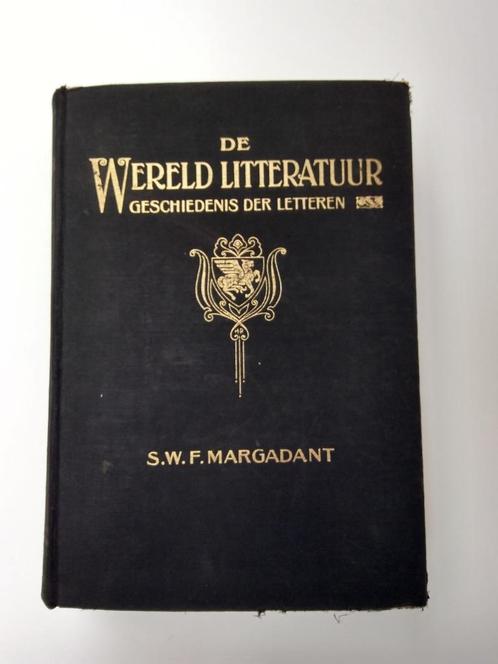 DE
WERELD LITTERATUUR
GESCHIEDENIS DER LETTEREN
S.W.F. MARGADANT